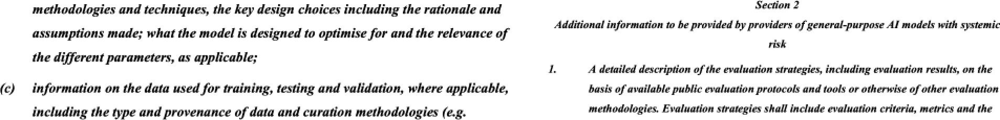 methodologies and techniques, the key design choices including the rationale and
assumptions made; what the model is designed to optimise for and the relevance of
the different parameters, as applicable;
(c) information on the data used for training, testing and validation, where applicable,
including the type and provenance of data and curation methodologies (e.g.
Section 2
Additional information to be provided by providers of general-purpose AI models with systemic
risk
1. A detailed description of the evaluation strategies, including evaluation results, on the
basis of available public evaluation protocols and tools or otherwise of other evaluation
methodologies. Evaluation strategies shall include evaluation criteria, metrics and the